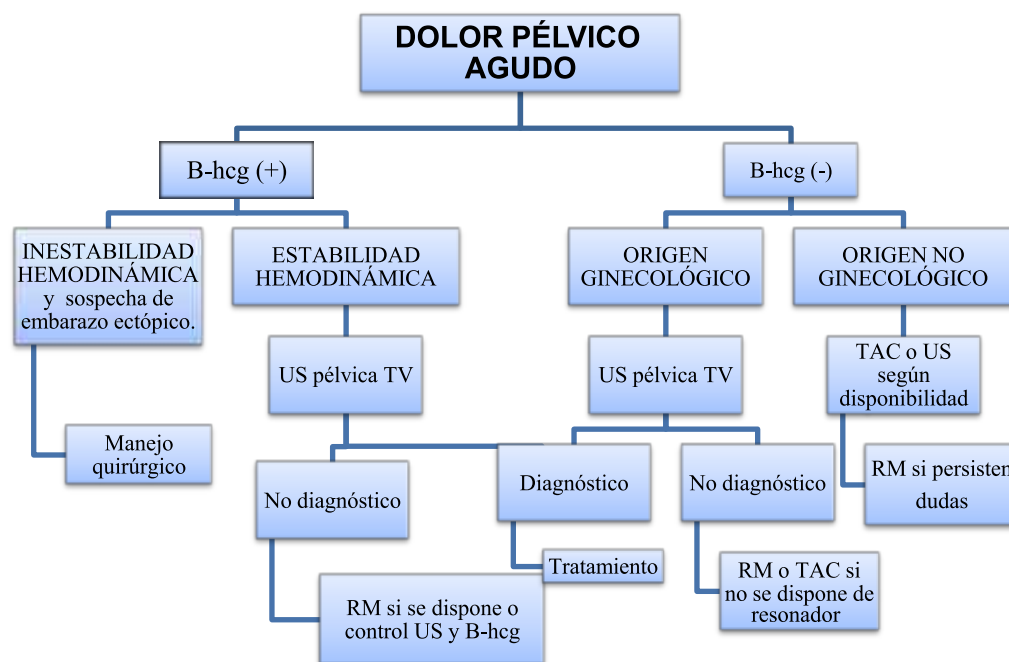 DOLOR PÉLVICO
AGUDO
B-hcg (+)
B-hcg (-)
INESTABILIDAD
HEMODINÁMICA
y sospecha de
embarazo ectópico.
ESTABILIDAD
HEMODINÁMICA
ORIGEN
GINECOLÓGICO
ORIGEN NO
GINECOLÓGICO
US pélvica TV
US pélvica TV
TAC o US
según
disponibilidad
Manejo
quirúrgico
No diagnóstico
Diagnóstico
No diagnóstico
RM si persisten
dudas
Tratamiento
RM si se dispone o
control US y B-hcg
RM o TAC si
no se dispone de
resonador